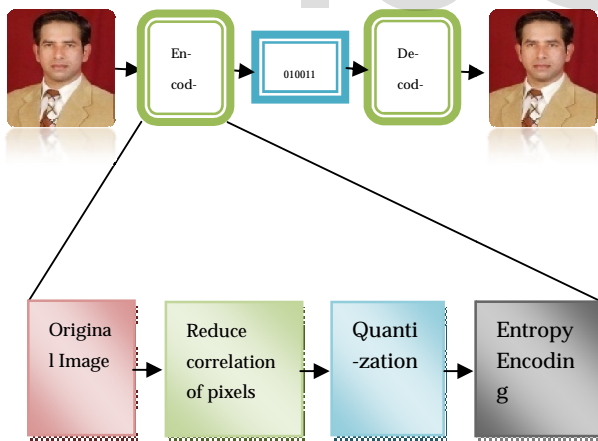 En-
cod-
010011
De-
cod-
Origina
l Image
Reduce
correlation
of pixels
Quanti
-zation
Entropy
Encodin
g